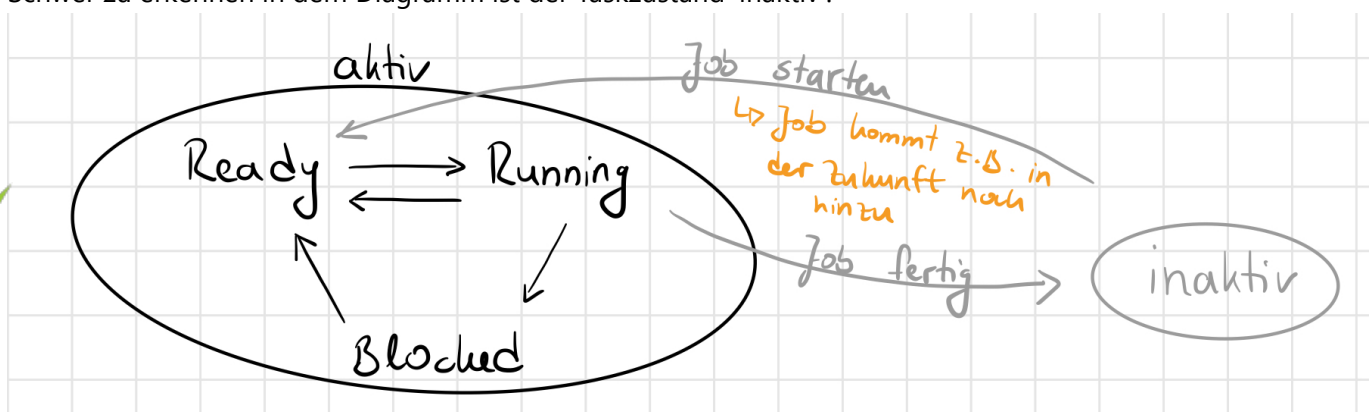 Schwer zu erkennen in dem Diagramm ist der Taskzustand "inaktiv".
aktiv
Job starten
↳ Job kommt z.B. in
der Zukunft noch
hinzu
Ready
Running
Job fertig
inaktiv
Blocked